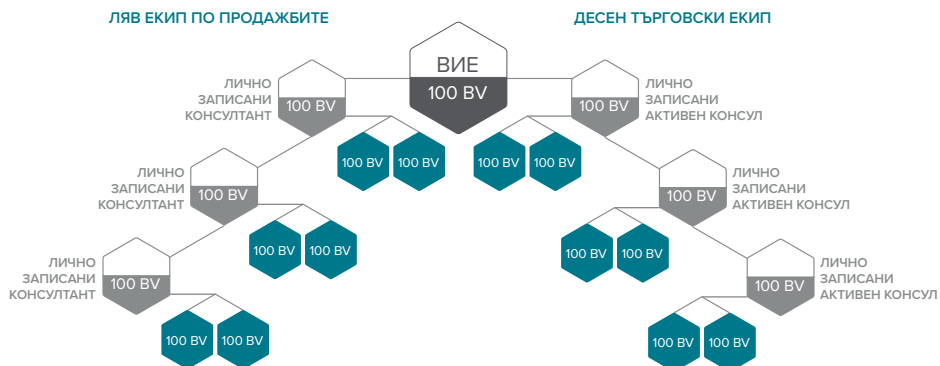 ЛЯВ ЕКИП ПО ПРОДАЖБИТЕ
ДЕСЕН ТЪРГОВСКИ ЕКИП
ВИЕ
100 BV
ЛИЧНО
ЗАПИСАНИ
КОНСУЛТАНТ
100 BV
100 BV
ЛИЧНО
ЗАПИСАНИ
АКТИВЕН КОНСУЛ
100 BV
100 BV
100 BV
100 BV
ЛИЧНО
ЗАПИСАНИ
КОНСУЛТАНТ
100 BV
100 BV
ЛИЧНО
ЗАПИСАНИ
АКТИВЕН КОНСУЛ
100 BV
100 BV
100 BV
100 BV
ЛИЧНО
ЗАПИСАНИ
КОНСУЛТАНТ
100 BV
100 BV
ЛИЧНО
ЗАПИСАНИ
АКТИВЕН КОНСУЛ
100 BV
100 BV
100 BV
100 BV